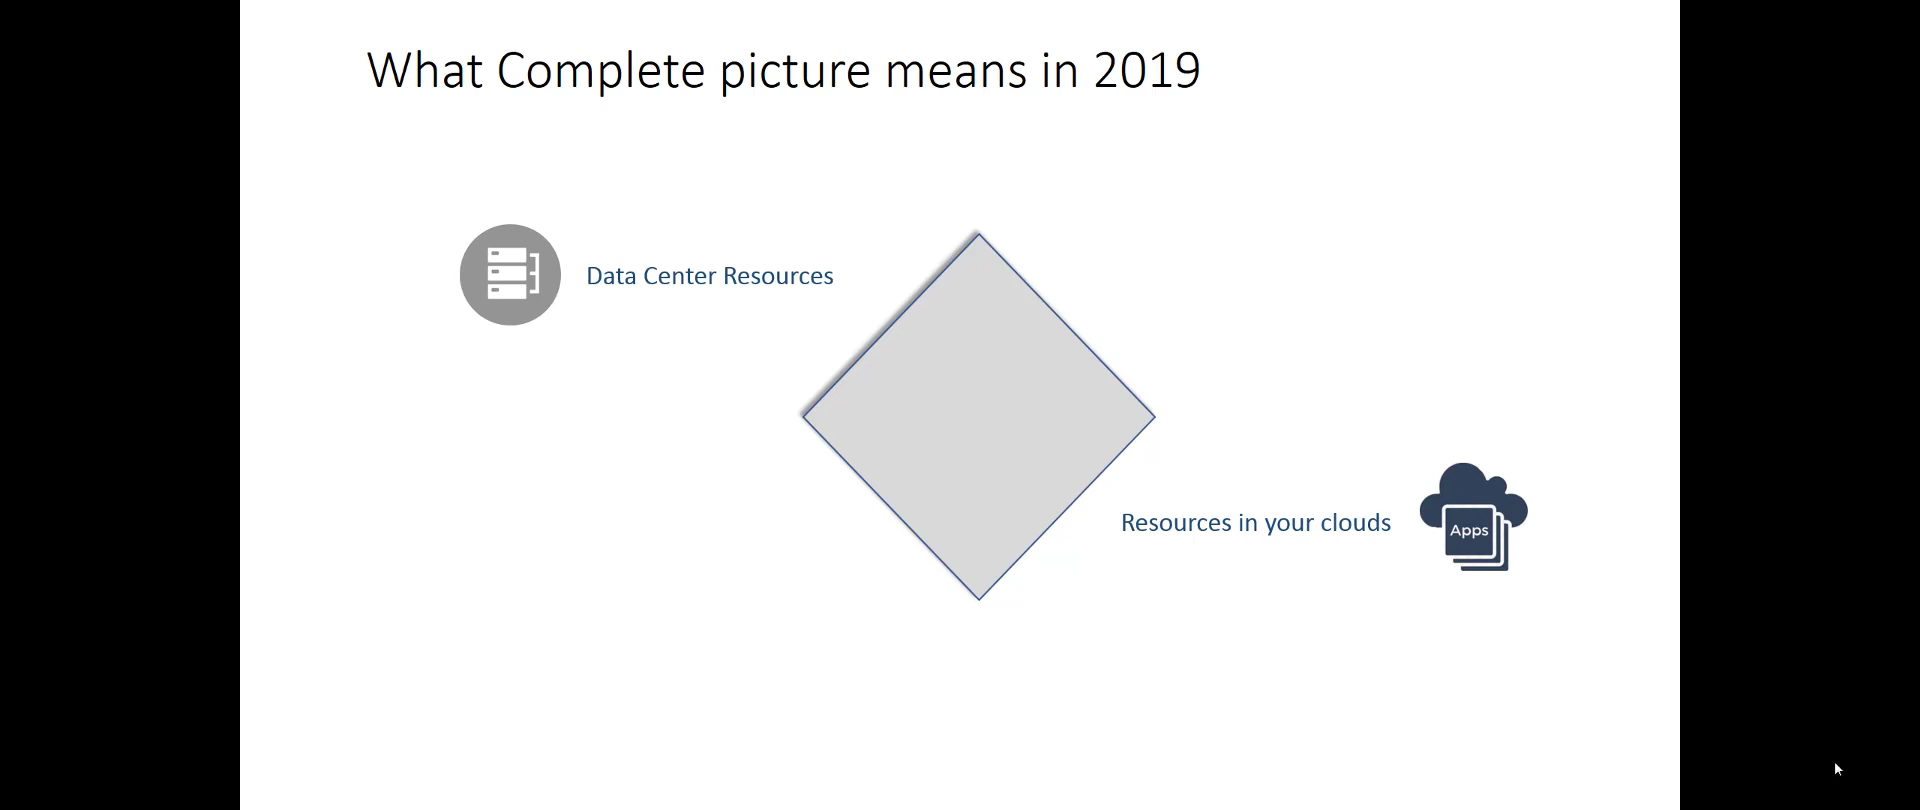 What Complete picture means in 2019
Data Center Resources
Resources in your clouds
Apps